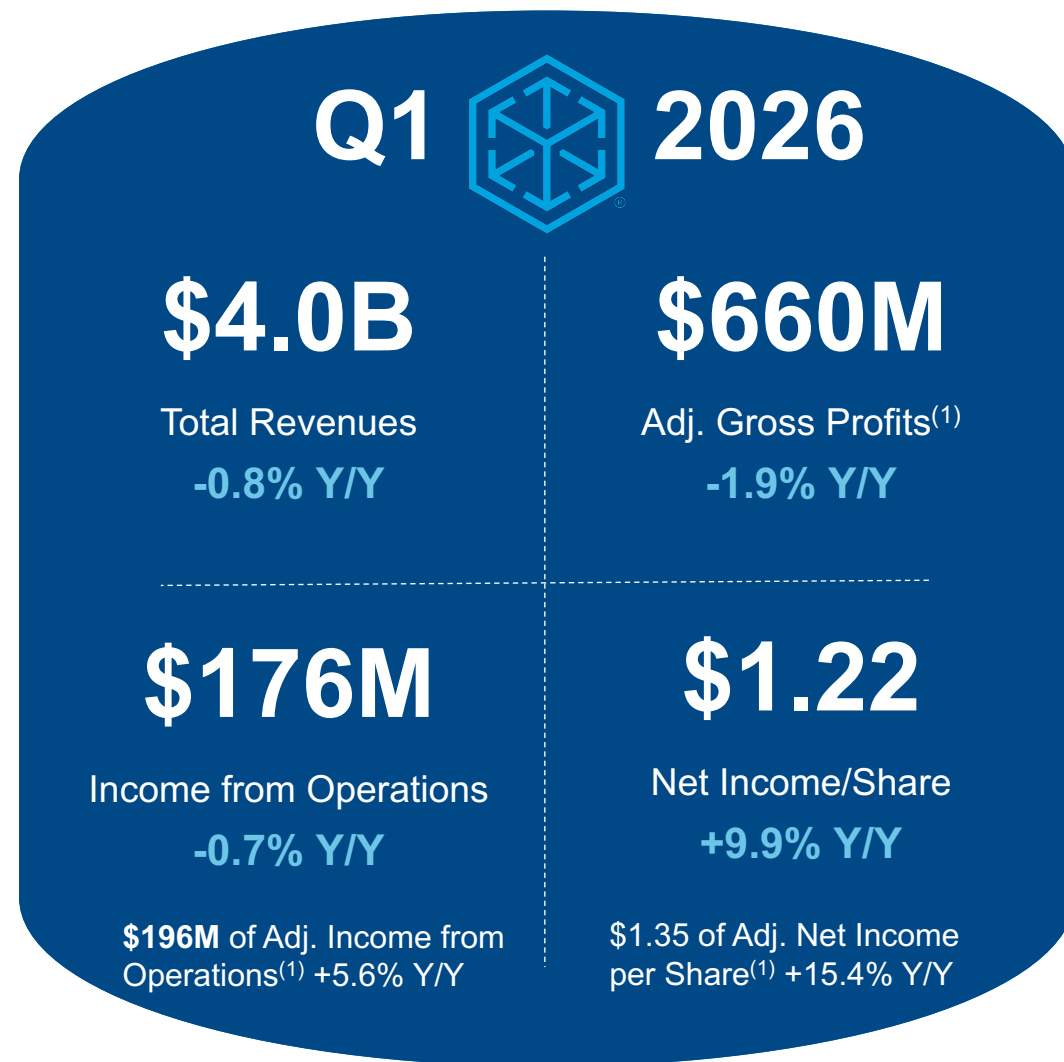 Q1 2026
®
$4.0B
Total Revenues
-0.8% Y/Y
$660M
Adj. Gross Profits(1)
-1.9% Y/Y
$176M
Income from Operations
-0.7% Y/Y
$196M of Adj. Income from
Operations(1) +5.6% Y/Y
$1.22
Net Income/Share
+9.9% Y/Y
$1.35 of Adj. Net Income
per Share(1) +15.4% Y/Y